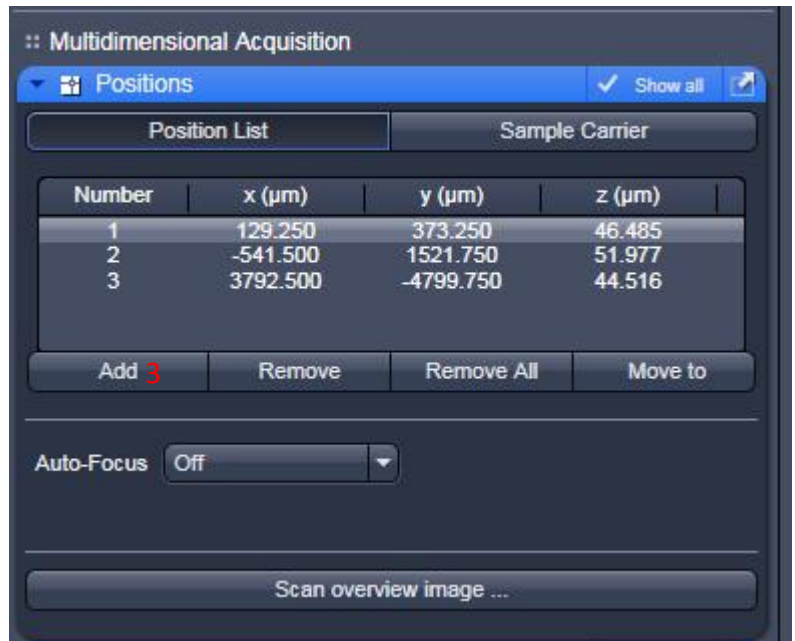 :: Multidimensional Acquisition
Positions Show all
Position List Sample Carrier
Number x (µm) y (µm) z (µm)
1 129.250 373.250 46.485
2 -541.500 1521.750 51.977
3 3792.500 -4799.750 44.516
Add 3 Remove Remove All Move to
Auto-Focus Off
Scan overview image ...